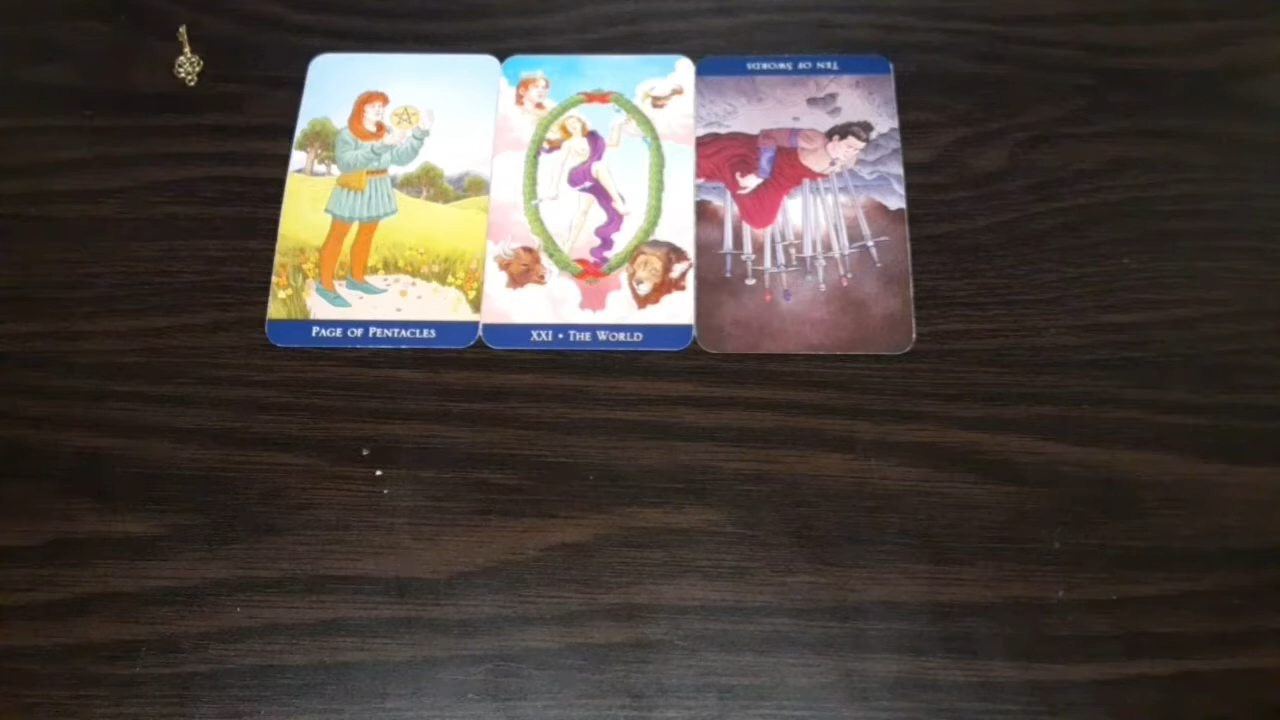 PAGE OF PENTACLES
XXI • THE WORLD
TEN OF SWORDS